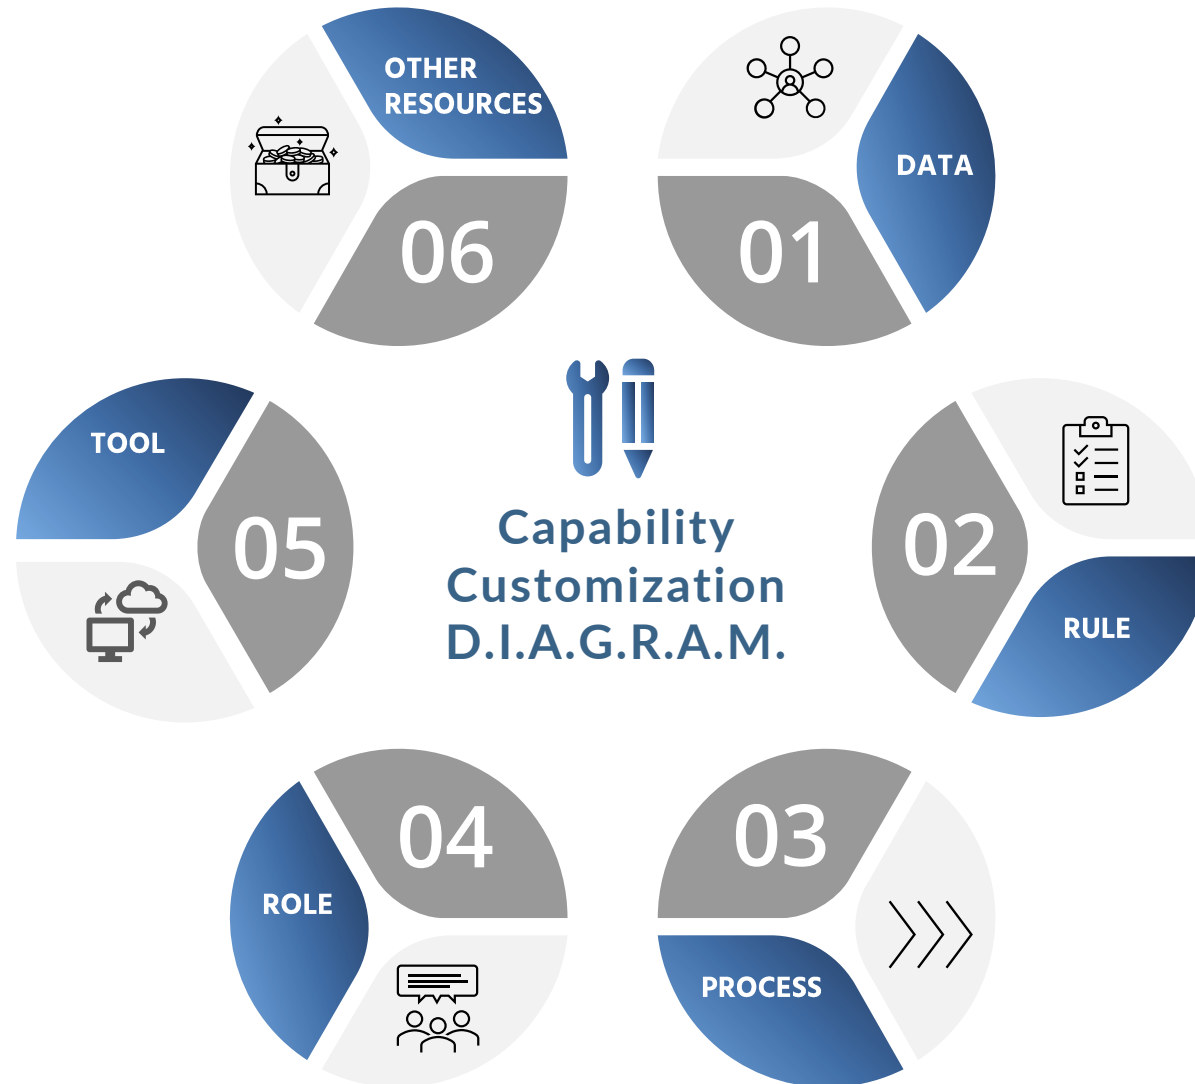 OTHER
RESOURCES
06
01
DATA
TOOL
05
Capability
Customization
D.I.A.G.R.A.M.
02
RULE
ROLE
04
03
PROCESS